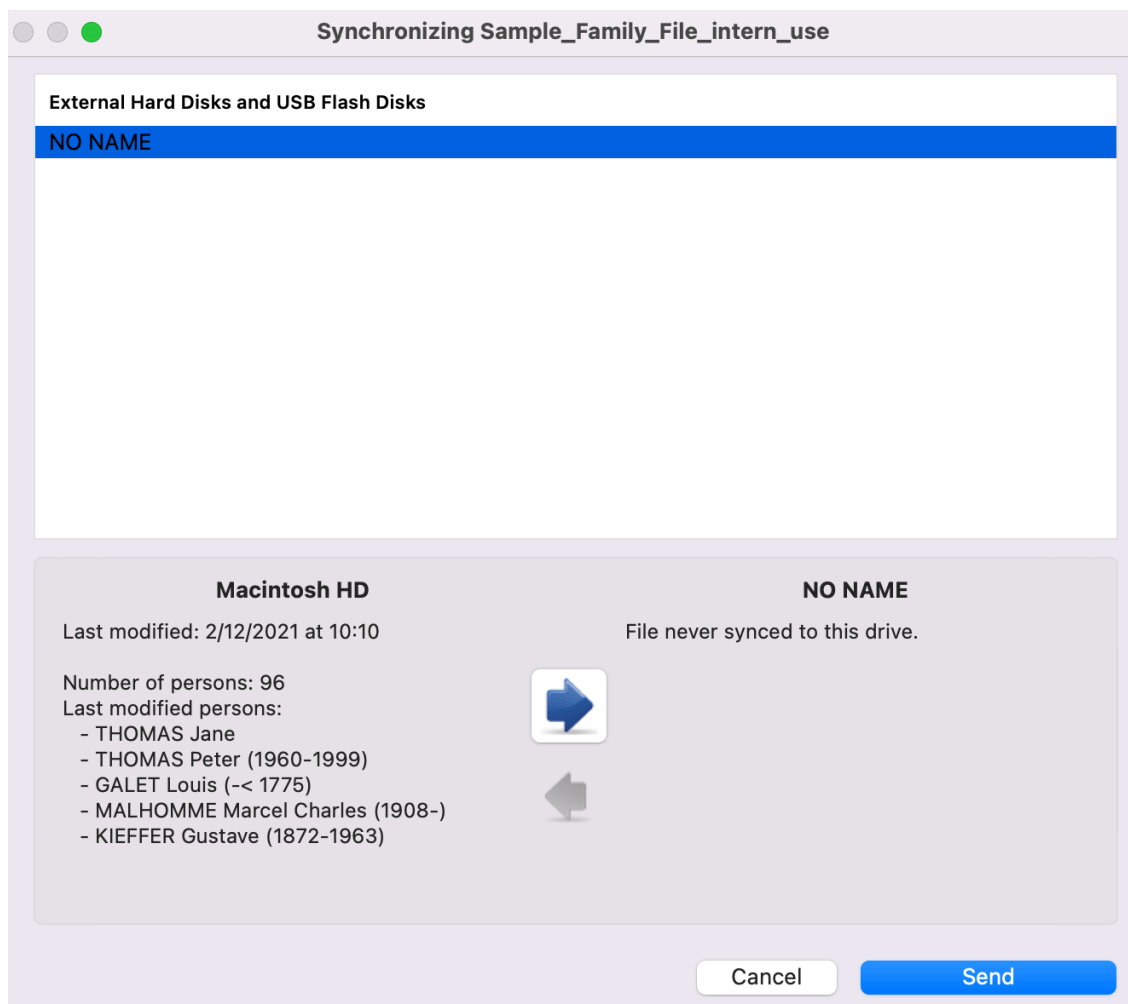 Synchronizing Sample_Family_File_intern_use
External Hard Disks and USB Flash Disks
NO NAME
Macintosh HD
Last modified: 2/12/2021 at 10:10
Number of persons: 96
Last modified persons:
- THOMAS Jane
- THOMAS Peter (1960-1999)
- GALET Louis (-< 1775)
- MALHOMME Marcel Charles (1908-)
- KIEFFER Gustave (1872-1963)
NO NAME
File never synced to this drive.
Cancel
Send